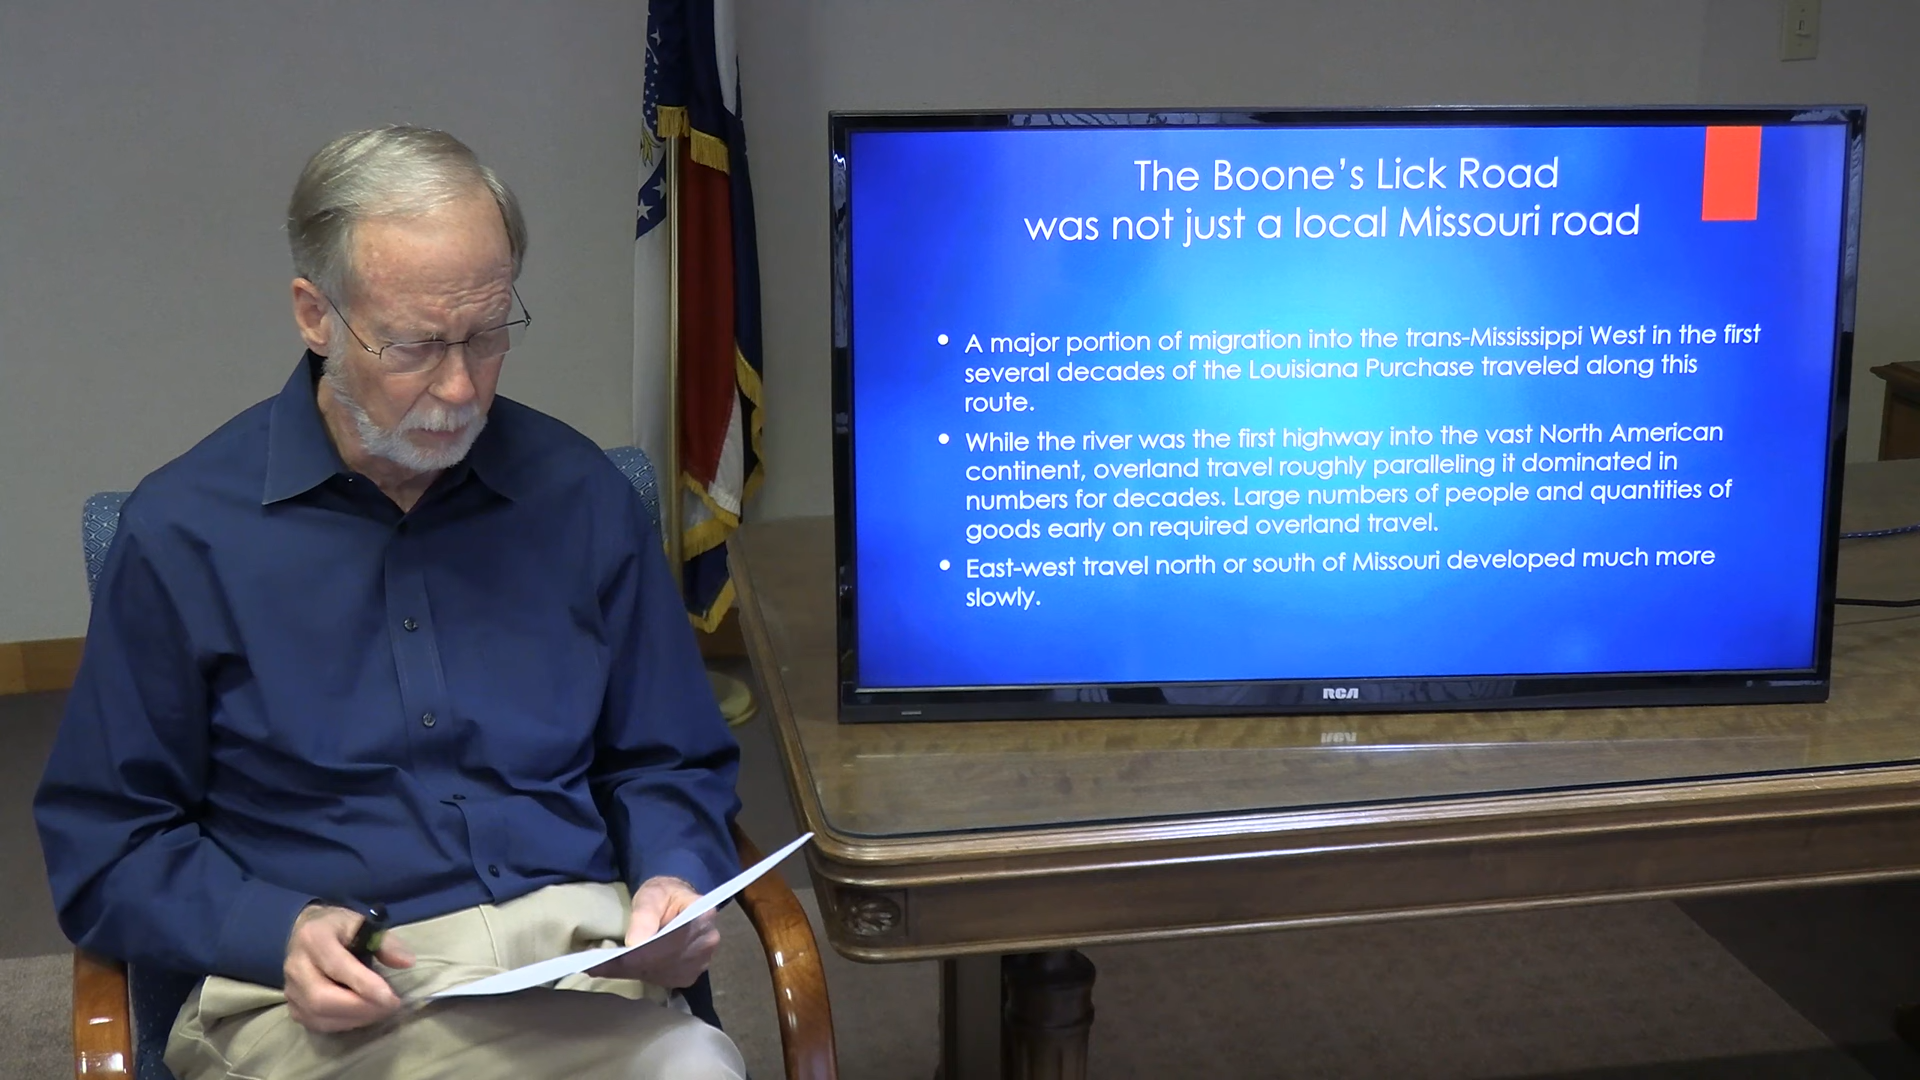 The Boone's Lick Road
was not just a local Missouri road
• A major portion of migration into the trans-Mississippi West in the first
several decades of the Louisiana Purchase traveled along this
route.
• While the river was the first highway into the vast North American
continent, overland travel roughly paralleling it dominated in
numbers for decades. Large numbers of people and quantities of
goods early on required overland travel.
• East-west travel north or south of Missouri developed much more
slowly.
RCA